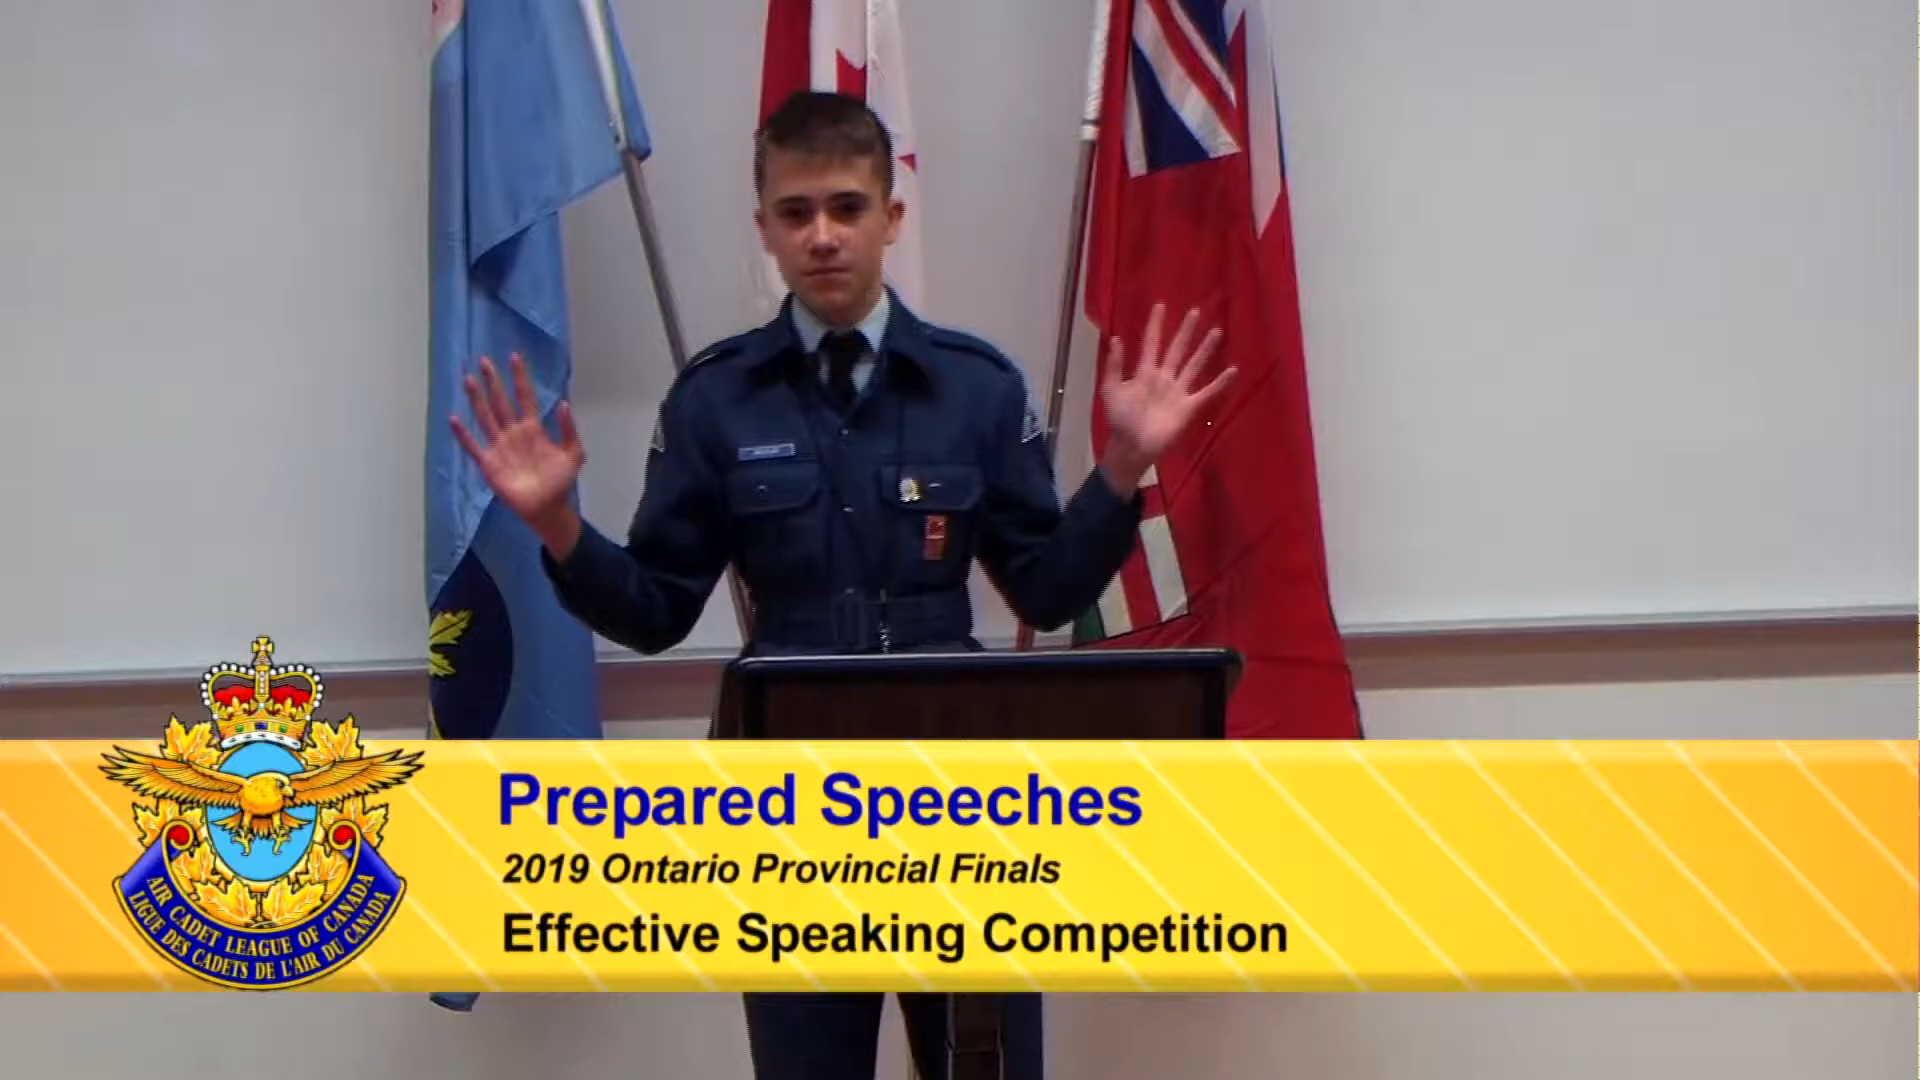 Prepared Speeches
2019 Ontario Provincial Finals
Effective Speaking Competition
AIR CADET LEAGUE OF CANADA
LIGUE DES CADETS DE L'AIR DU CANADA